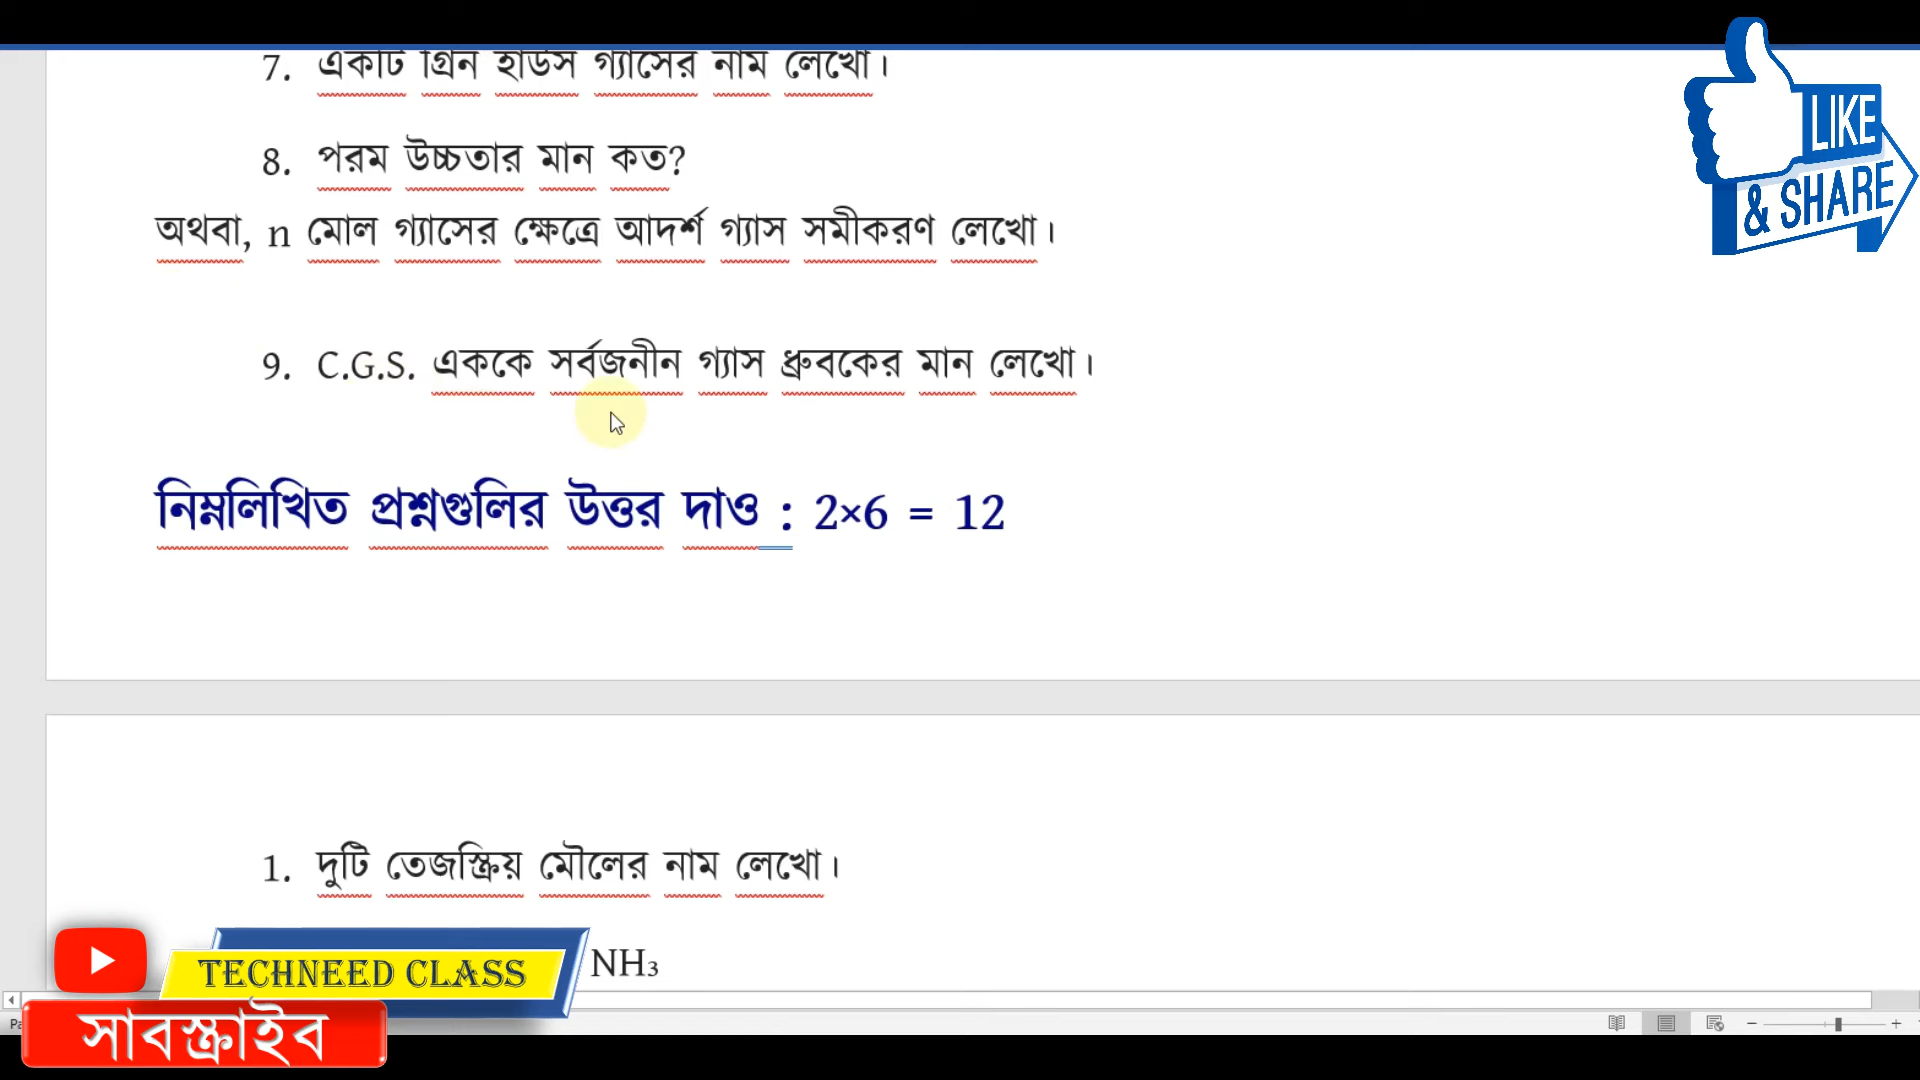 7. একটি গ্রিন হাউস গ্যাসের নাম লেখো।
LIKE
& SHARE
8. পরম উচ্চতার মান কত?
অথবা, n মোল গ্যাসের ক্ষেত্রে আদর্শ গ্যাস সমীকরণ লেখো।
9. C.G.S. এককে সর্বজনীন গ্যাস ধ্রুবকের মান লেখো।
নিম্নলিখিত প্রশ্নগুলির উত্তর দাও : 2×6 = 12
1. দুটি তেজস্ক্রিয় মৌলের নাম লেখো।
NH₃
TECHNEED CLASS
সাবস্ক্রাইব